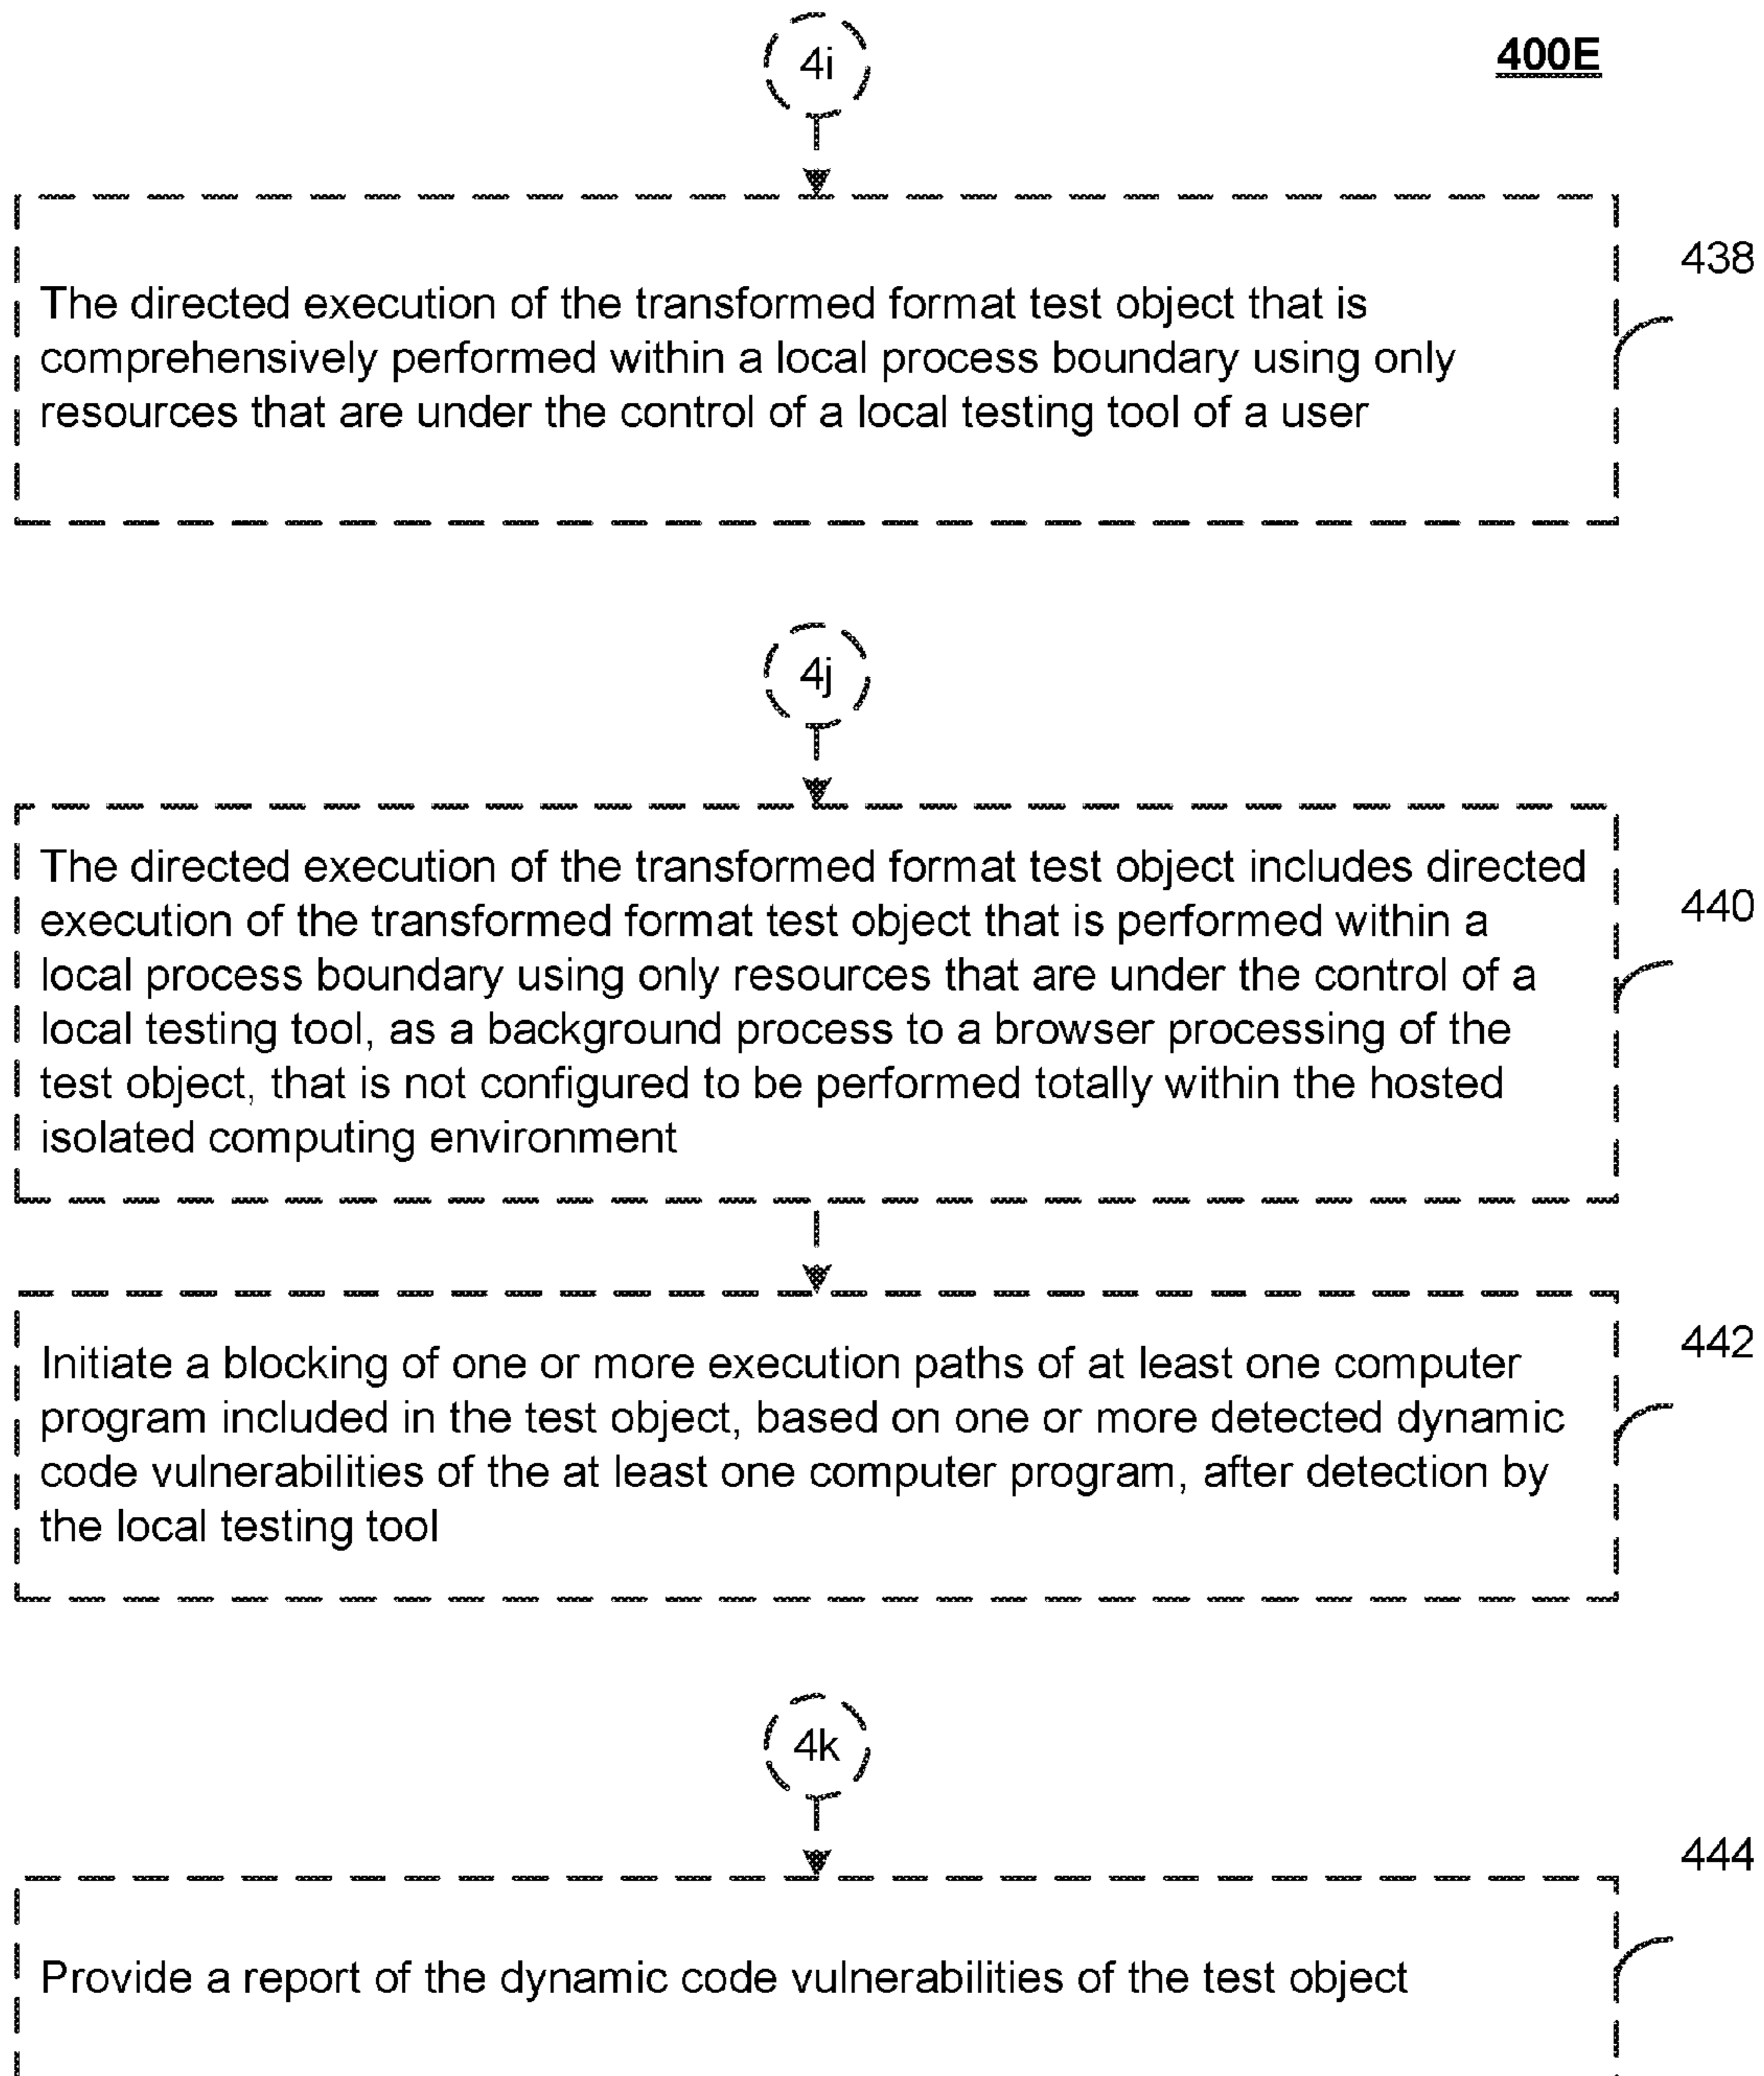 4i
400E
438
The directed execution of the transformed format test object that is
comprehensively performed within a local process boundary using only
resources that are under the control of a local testing tool of a user
4j
The directed execution of the transformed format test object includes directed
execution of the transformed format test object that is performed within a
local process boundary using only resources that are under the control of a
local testing tool, as a background process to a browser processing of the
test object, that is not configured to be performed totally within the hosted
isolated computing environment
440
Initiate a blocking of one or more execution paths of at least one computer
program included in the test object, based on one or more detected dynamic
code vulnerabilities of the at least one computer program, after detection by
the local testing tool
442
4k
444
Provide a report of the dynamic code vulnerabilities of the test object